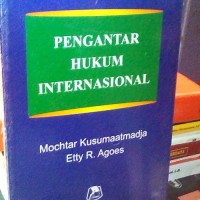 PENGANTAR
HUKUM
INTERNASIONAL
Mochtar Kusumaatmadja
Etty R. Agoes